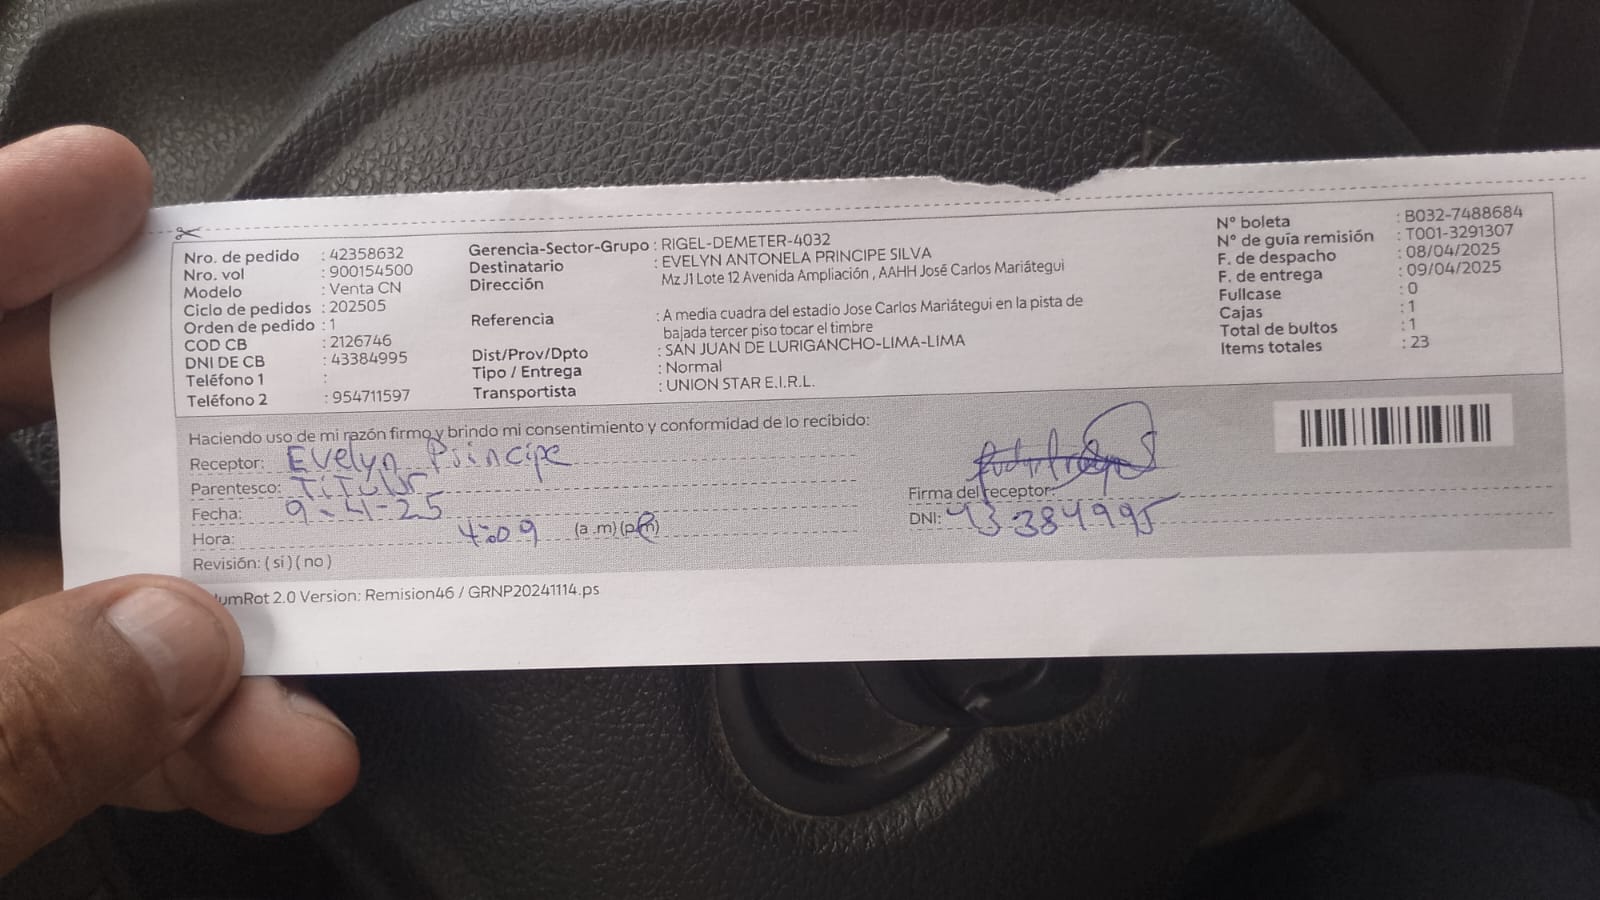 Nro. de pedido : 42358632
Nro. vol : 900154500
Modelo : Venta CN
Ciclo de pedidos : 202505
Orden de pedido : 1
COD CB : 2126746
DNI DE CB : 43384995
Teléfono 1 :
Teléfono 2 : 954711597
Gerencia-Sector-Grupo : RIGEL-DEMETER-4032
Destinatario : EVELYN ANTONELA PRINCIPE SILVA
Dirección Mz J1 Lote 12 Avenida Ampliación , AAHH José Carlos Mariátegui
Referencia : A media cuadra del estadio Jose Carlos Mariátegui en la pista de
bajada tercer piso tocar el timbre
Dist/Prov/Dpto : SAN JUAN DE LURIGANCHO-LIMA-LIMA
Tipo / Entrega : Normal
Transportista : UNION STAR E.I.R.L.
N° boleta : B032-7488684
N° de guía remisión : T001-3291307
F. de despacho : 08/04/2025
F. de entrega : 09/04/2025
Fullcase : 0
Cajas : 1
Total de bultos : 1
Items totales : 23
Haciendo uso de mi razón firmo y brindo mi consentimiento y conformidad de lo recibido:
Receptor: Evelyn Principe
Parentesco: Titular
Fecha: 9-4-25
Hora: 4:09 (a.m)(p.m)
Revisión: ( si ) ( no )
Firma del receptor:
DNI: 43384995
umRot 2.0 Version: Remision46 / GRNP20241114.ps